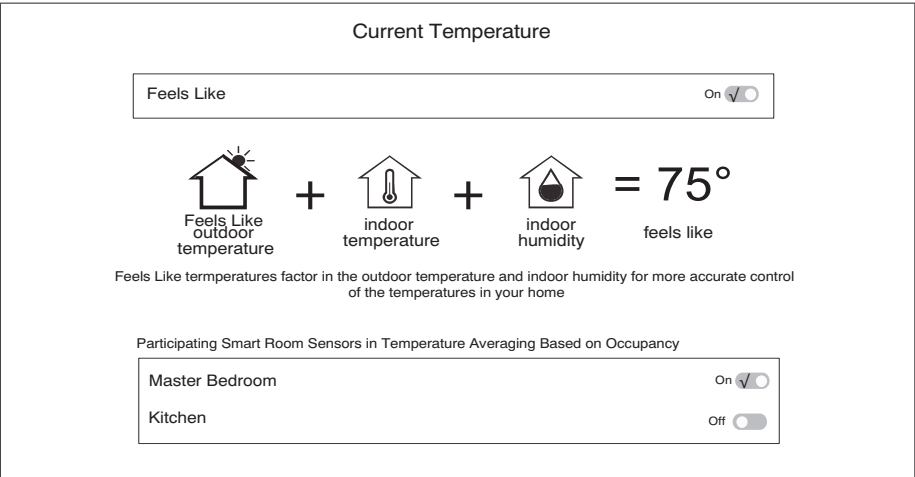 Current Temperature
Feels Like
On √
+ + = 75°
Feels Like
outdoor
temperature
indoor
temperature
indoor
humidity
feels like
Feels Like termperatures factor in the outdoor temperature and indoor humidity for more accurate control
of the temperatures in your home
Participating Smart Room Sensors in Temperature Averaging Based on Occupancy
Master Bedroom
On √
Kitchen
Off